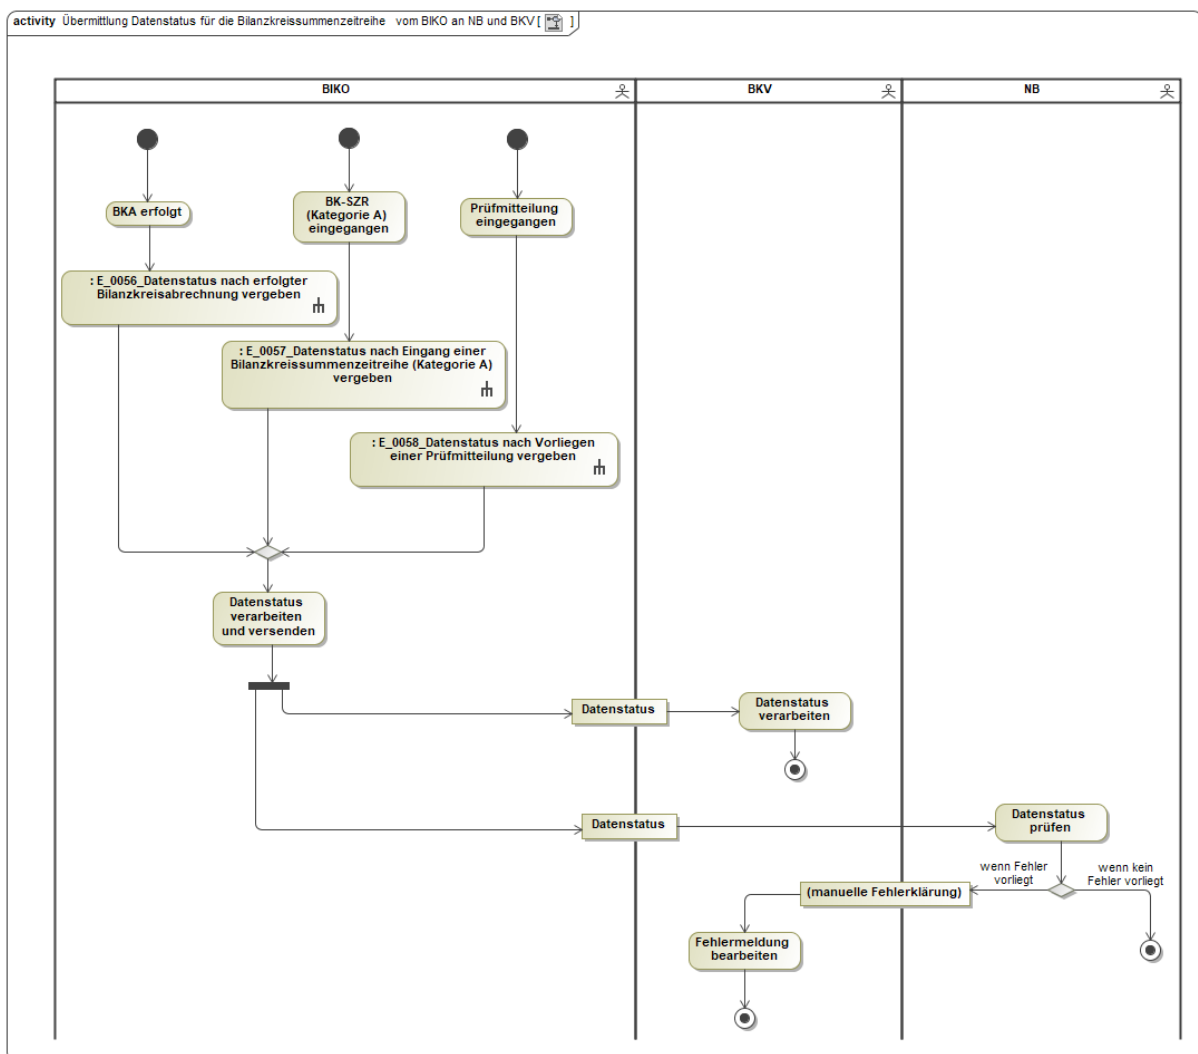 activity Übermittlung Datenstatus für die Bilanzkreissummenzeitreihe vom BIKO an NB und BKV [ ]
BIKO
BKV
NB
BKA erfolgt
BK-SZR
(Kategorie A)
eingegangen
Prüfmitteilung
eingegangen
: E_0056_Datenstatus nach erfolgter
Bilanzkreisabrechnung vergeben
: E_0057_Datenstatus nach Eingang einer
Bilanzkreissummenzeitreihe (Kategorie A)
vergeben
: E_0058_Datenstatus nach Vorliegen
einer Prüfmitteilung vergeben
Datenstatus
verarbeiten
und versenden
Datenstatus
Datenstatus
verarbeiten
Datenstatus
Datenstatus
prüfen
wenn Fehler
vorliegt
wenn kein
Fehler vorliegt
(manuelle Fehlerklärung)
Fehlermeldung
bearbeiten